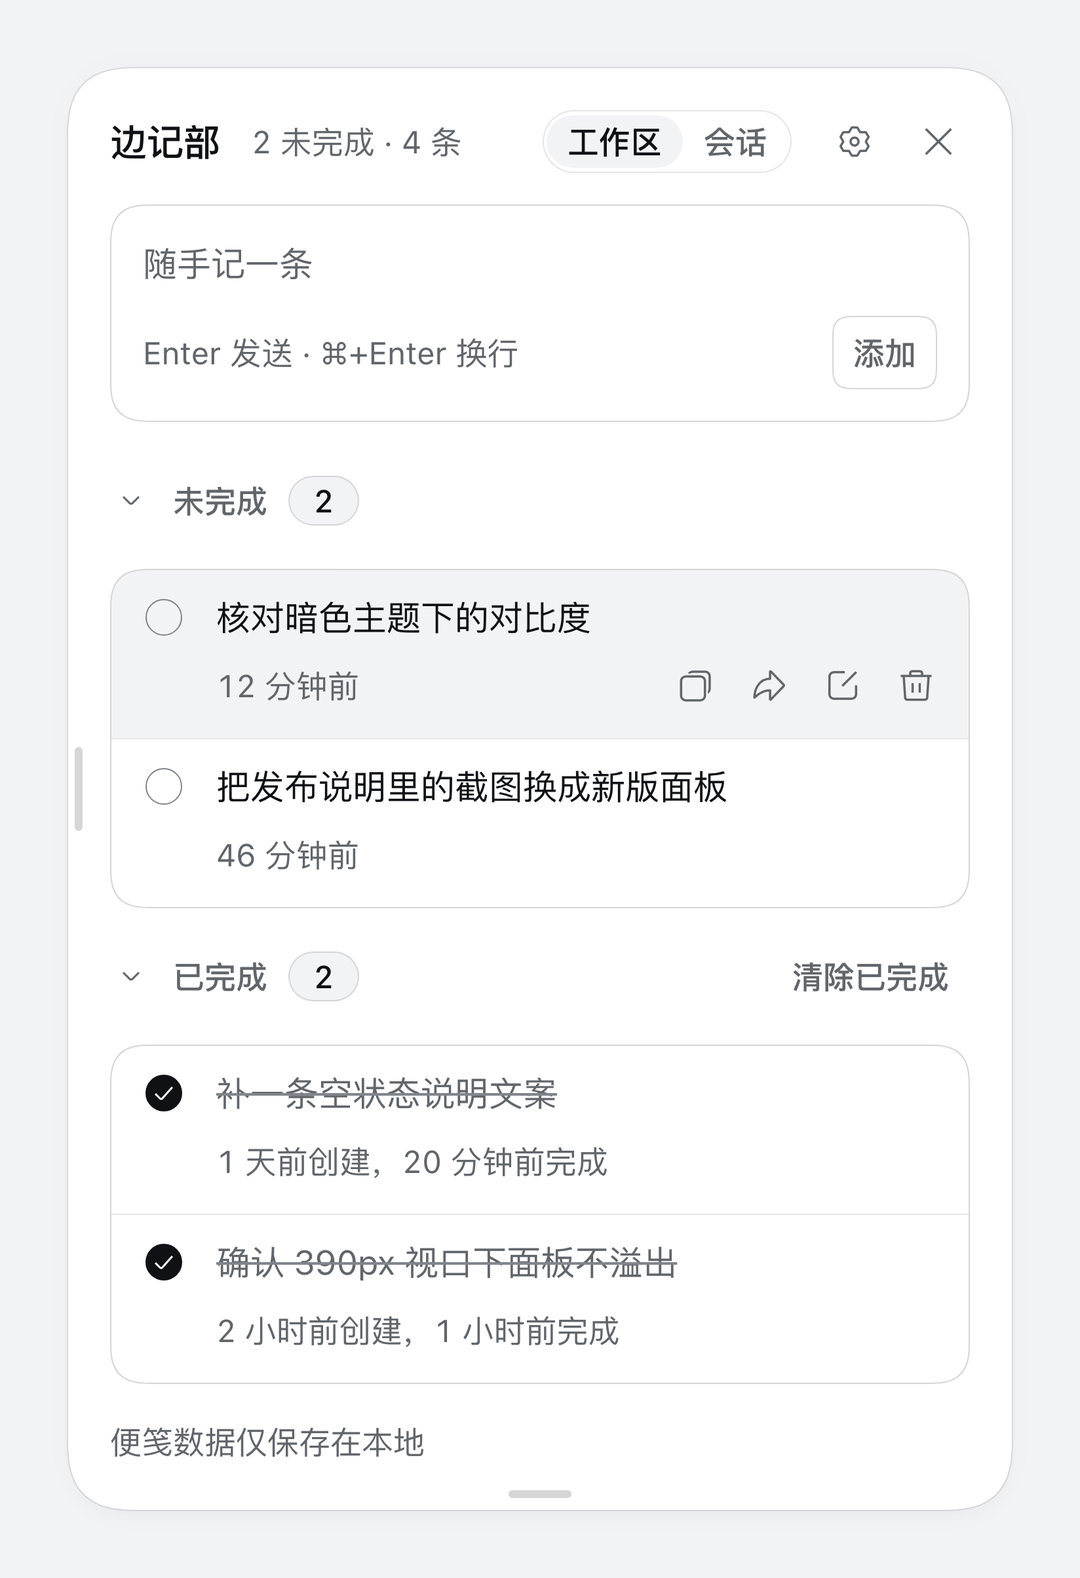 边记部 2 未完成 · 4 条 工作区 会话
随手记一条
Enter 发送 · ⌘+Enter 换行 添加
未完成 2
核对暗色主题下的对比度
12 分钟前
把发布说明里的截图换成新版面板
46 分钟前
已完成 2 清除已完成
补一条空状态说明文案
1 天前创建，20 分钟前完成
确认 390px 视口下面板不溢出
2 小时前创建，1 小时前完成
便笺数据仅保存在本地